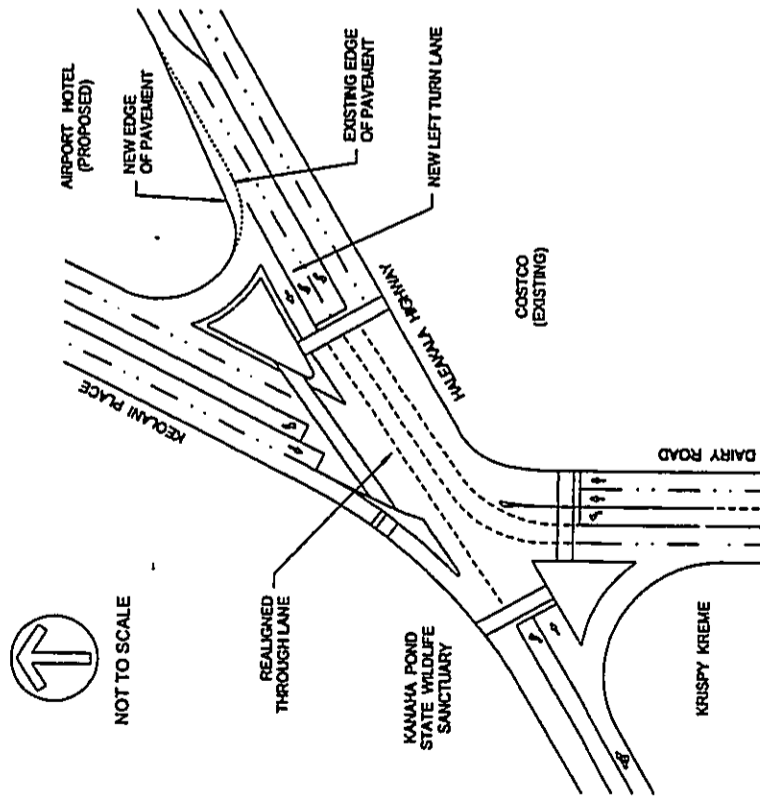 AIRPORT HOTEL
(PROPOSED)
NEW EDGE
OF PAVEMENT
EXISTING EDGE
OF PAVEMENT
NEW LEFT TURN LANE
KEOLANI PLACE
HALEAKALA HIGHWAY
COSTCO
(EXISTING)
DAIRY ROAD
NOT TO SCALE
REALIGNED
THROUGH LANE
KANAHA POND
STATE WILDLIFE
SANCTUARY
KRISPY KREME